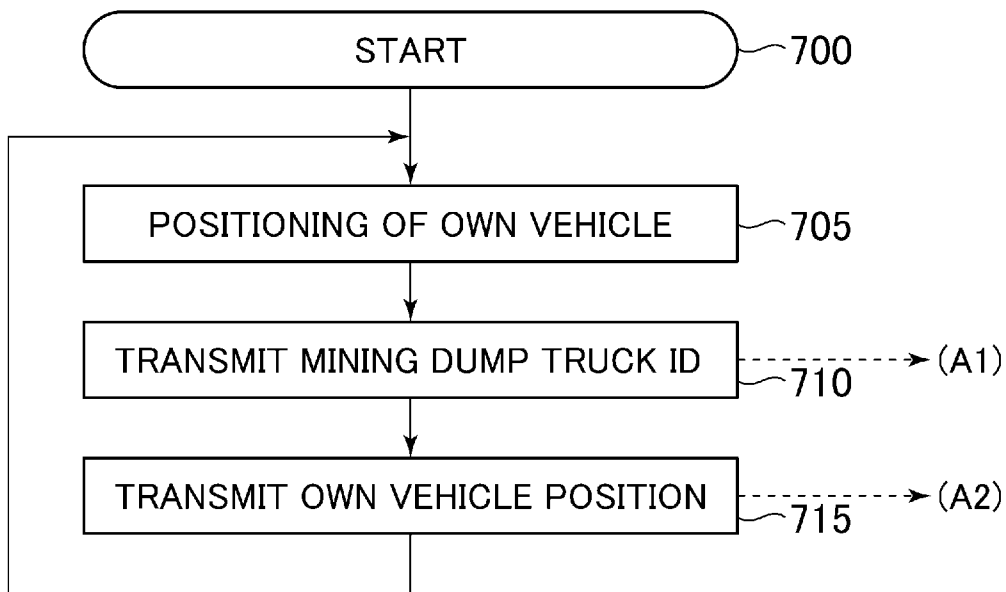 START
700
POSITIONING OF OWN VEHICLE
705
TRANSMIT MINING DUMP TRUCK ID
(A1)
710
TRANSMIT OWN VEHICLE POSITION
(A2)
715